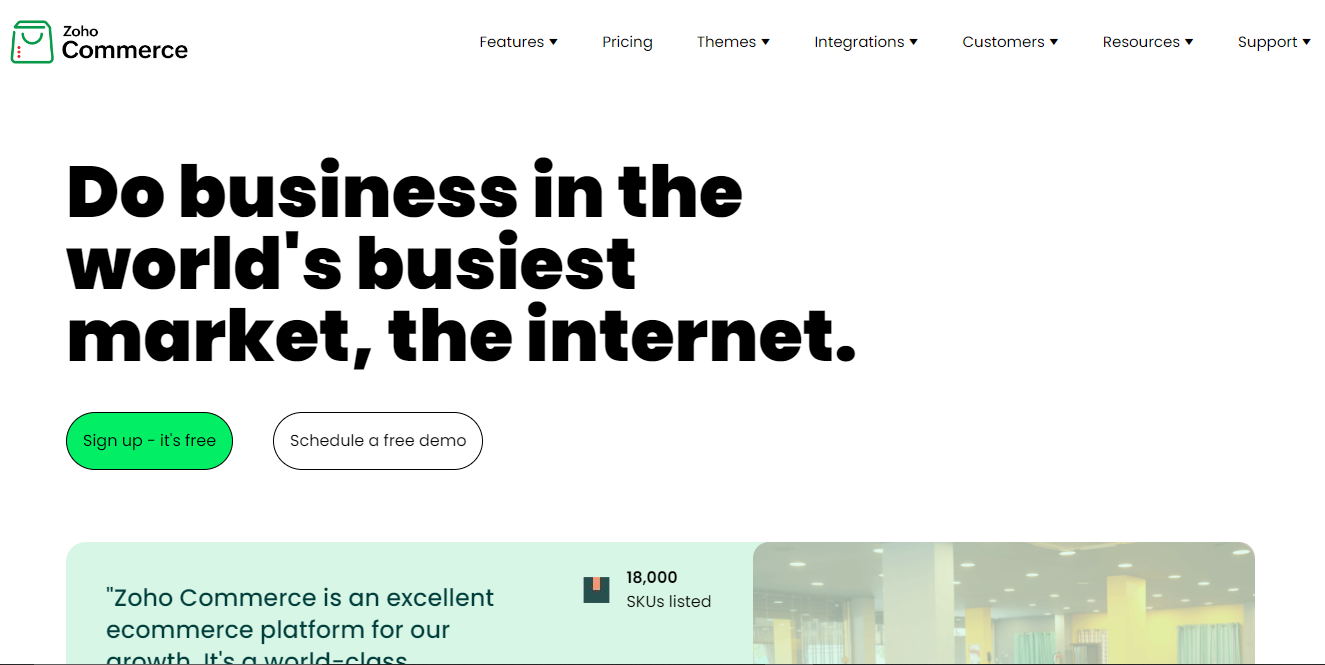 Zoho
Commerce
Features
Pricing
Themes
Integrations
Customers
Resources
Support
Do business in the
world's busiest
market, the internet.
Sign up - it's free
Schedule a free demo
"Zoho Commerce is an excellent
ecommerce platform for our
growth. It's a world-class
18,000
SKUs listed